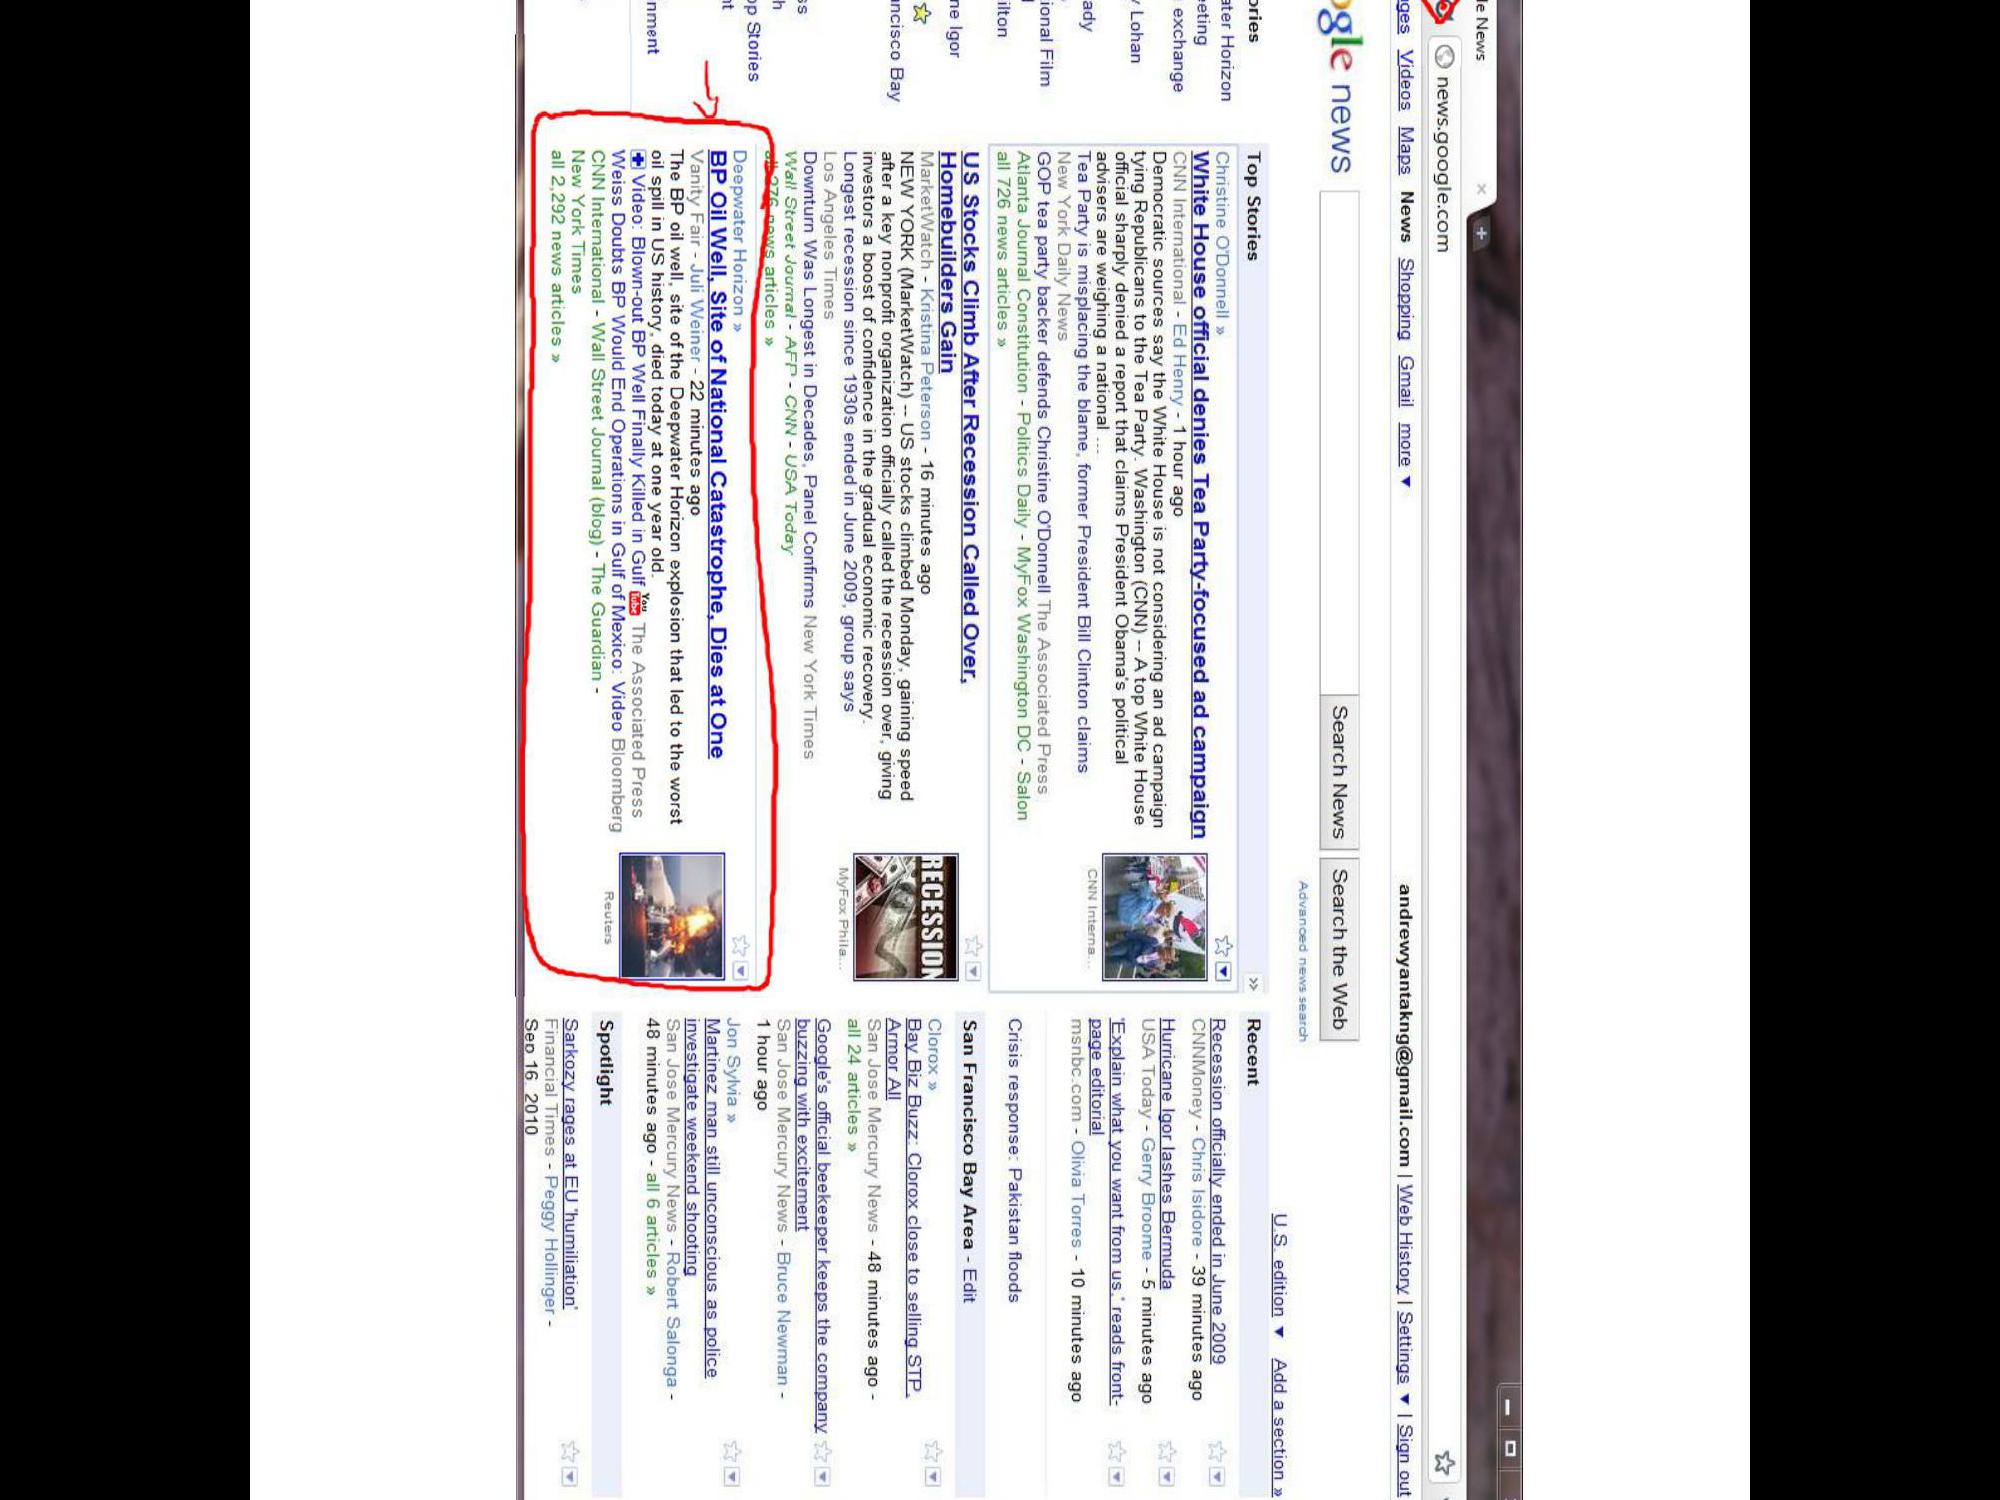 le News
news.google.com
ges Videos Maps News Shopping Gmail more ▼
andrewyantakng@gmail.com | Web History | Settings ▼ | Sign out
gle news
Search News
Search the Web
Advanced news search
U.S. edition ▼ Add a section »
ories
ater Horizon
eeting
exchange
Lohan
ady
ional Film
ilton
ne Igor
ncisco Bay
ss
h
op Stories
nt
nment
Top Stories
Christine O'Donnell »
White House official denies Tea Party-focused ad campaign
CNN International - Ed Henry - 1 hour ago
Democratic sources say the White House is not considering an ad campaign
tying Republicans to the Tea Party. Washington (CNN) -- A top White House
official sharply denied a report that claims President Obama's political
advisers are weighing a national ...
Tea Party is misplacing the blame, former President Bill Clinton claims
New York Daily News
GOP tea party backer defends Christine O'Donnell The Associated Press
Atlanta Journal Constitution - Politics Daily - MyFox Washington DC - Salon
all 726 news articles »
CNN Interna...
US Stocks Climb After Recession Called Over,
Homebuilders Gain
MarketWatch - Kristina Peterson - 16 minutes ago
NEW YORK (MarketWatch) -- US stocks climbed Monday, gaining speed
after a key nonprofit organization officially called the recession over, giving
investors a boost of confidence in the gradual economic recovery.
Longest recession since 1930s ended in June 2009, group says
Los Angeles Times
Downturn Was Longest in Decades, Panel Confirms New York Times
Wall Street Journal - AFP - CNN - USA Today
all 276 news articles »
RECESSION
MyFox Phila...
Deepwater Horizon »
BP Oil Well, Site of National Catastrophe, Dies at One
Vanity Fair - Juli Weiner - 22 minutes ago
The BP oil well, site of the Deepwater Horizon explosion that led to the worst
oil spill in US history, died today at one year old.
Video: Blown-out BP Well Finally Killed in Gulf You Tube The Associated Press
Weiss Doubts BP Would End Operations in Gulf of Mexico: Video Bloomberg
CNN International - Wall Street Journal (blog) - The Guardian -
New York Times
all 2,292 news articles »
Reuters
Recent
Recession officially ended in June 2009
CNNMoney - Chris Isidore - 39 minutes ago
Hurricane Igor lashes Bermuda
USA Today - Gerry Broome - 5 minutes ago
'Explain what you want from us,' reads front-
page editorial
msnbc.com - Olivia Torres - 10 minutes ago
Crisis response: Pakistan floods
San Francisco Bay Area - Edit
Clorox »
Bay Biz Buzz: Clorox close to selling STP,
Armor All
San Jose Mercury News - 48 minutes ago -
all 24 articles »
Google's official beekeeper keeps the company
buzzing with excitement
San Jose Mercury News - Bruce Newman -
1 hour ago
Jon Sylvia »
Martinez man still unconscious as police
investigate weekend shooting
San Jose Mercury News - Robert Salonga -
48 minutes ago - all 6 articles »
Spotlight
Sarkozy rages at EU 'humiliation'
Financial Times - Peggy Hollinger -
Sep 16, 2010